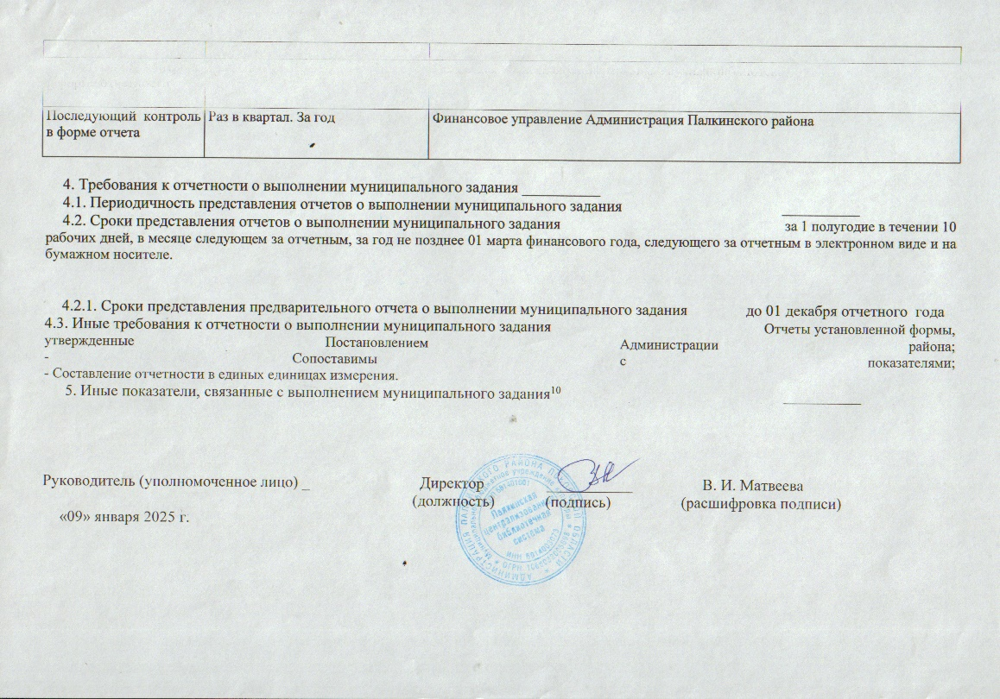 Последующий контроль Раз в квартал. За год Финансовое управление Администрация Палкинского района
в форме отчета
4. Требования к отчетности о выполнении муниципального задания __________
4.1. Периодичность представления отчетов о выполнении муниципального задания __________
4.2. Сроки представления отчетов о выполнении муниципального задания за 1 полугодие в течении 10
рабочих дней, в месяце следующем за отчетным, за год не позднее 01 марта финансового года, следующего за отчетным в электронном виде и на
бумажном носителе.
4.2.1. Сроки представления предварительного отчета о выполнении муниципального задания до 01 декабря отчетного года
4.3. Иные требования к отчетности о выполнении муниципального задания Отчеты установленной формы,
утвержденные Постановлением Администрации района;
- Сопоставимы с показателями;
- Составление отчетности в единых единицах измерения.
5. Иные показатели, связанные с выполнением муниципального задания10 __________
Руководитель (уполномоченное лицо) _ Директор ___________ В. И. Матвеева
(должность) (подпись) (расшифровка подписи)
«09» января 2025 г.
Палкинская
централизованная
библиотечная
система